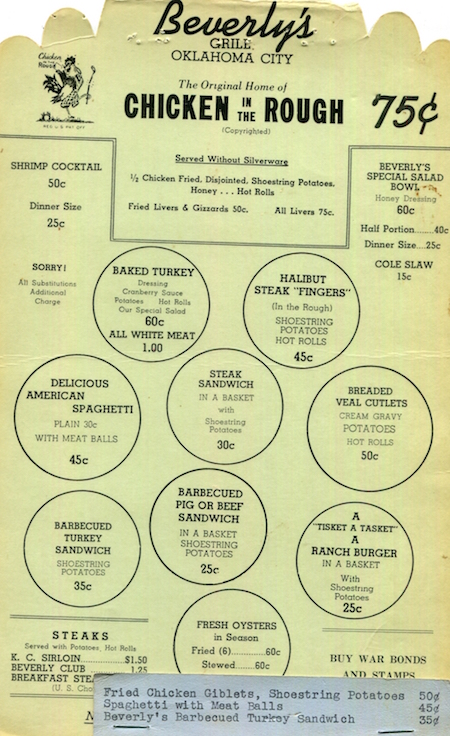 Beverly's
GRILL
OKLAHOMA CITY
Chicken
IN THE
Rough
REG. U S PAT OFF
The Original Home of
CHICKEN IN THE ROUGH
75¢
(Copyrighted)
Served Without Silverware
½ Chicken Fried, Disjointed, Shoestring Potatoes,
Honey . . . Hot Rolls
Fried Livers & Gizzards 50c. All Livers 75c.
SHRIMP COCKTAIL
50c
Dinner Size
25c
SORRY!
All Substitutions
Additional
Charge
BEVERLY'S
SPECIAL SALAD
BOWL
Honey Dressing
60c
Half Portion......40c
Dinner Size....25c
COLE SLAW
15c
BAKED TURKEY
Dressing
Cranberry Sauce
Potatoes Hot Rolls
Our Special Salad
60c
ALL WHITE MEAT
1.00
HALIBUT
STEAK "FINGERS"
(In the Rough)
SHOESTRING
POTATOES
HOT ROLLS
45c
DELICIOUS
AMERICAN
SPAGHETTI
PLAIN 30c
WITH MEAT BALLS
45c
STEAK
SANDWICH
IN A BASKET
with
Shoestring
Potatoes
30c
BREADED
VEAL CUTLETS
CREAM GRAVY
POTATOES
HOT ROLLS
50c
BARBECUED
TURKEY
SANDWICH
SHOESTRING
POTATOES
35c
BARBECUED
PIG OR BEEF
SANDWICH
IN A BASKET
SHOESTRING
POTATOES
25c
A
"TISKET A TASKET"
A
RANCH BURGER
IN A BASKET
With
Shoestring
Potatoes
25c
STEAKS
Served with Potatoes, Hot Rolls
K. C. SIRLOIN..........$1.50
BEVERLY CLUB........1.25
BREAKFAST
(U. S.
FRESH OYSTERS
in Season
Fried (6)............60c
Stewed.......60c
BUY WAR BONDS
AND STAMPS
Fried Chicken Giblets, Shoestring Potatoes 50¢
Spaghetti with Meat Balls 45¢
Beverly's Barbecued Turkey Sandwich 35¢